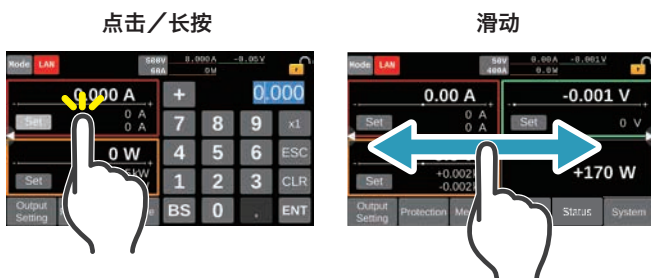 点击／长按
滑动
Mode LAN 500V 60A 8.000A -0.05V 0W
0.000 A
Set 0 A
0 A
0 W
Set
Output Setting
+ 0.000
7 8 9 x1
4 5 6 ESC
1 2 3 CLR
BS 0 . ENT
Mode LAN 50V 400A 0.00A -0.001V 0.0W
0.00 A -0.001 V
Set 0 A Set 0 V
0 A
Set +0.002 +170 W
-0.002
Output Setting Protection Status System